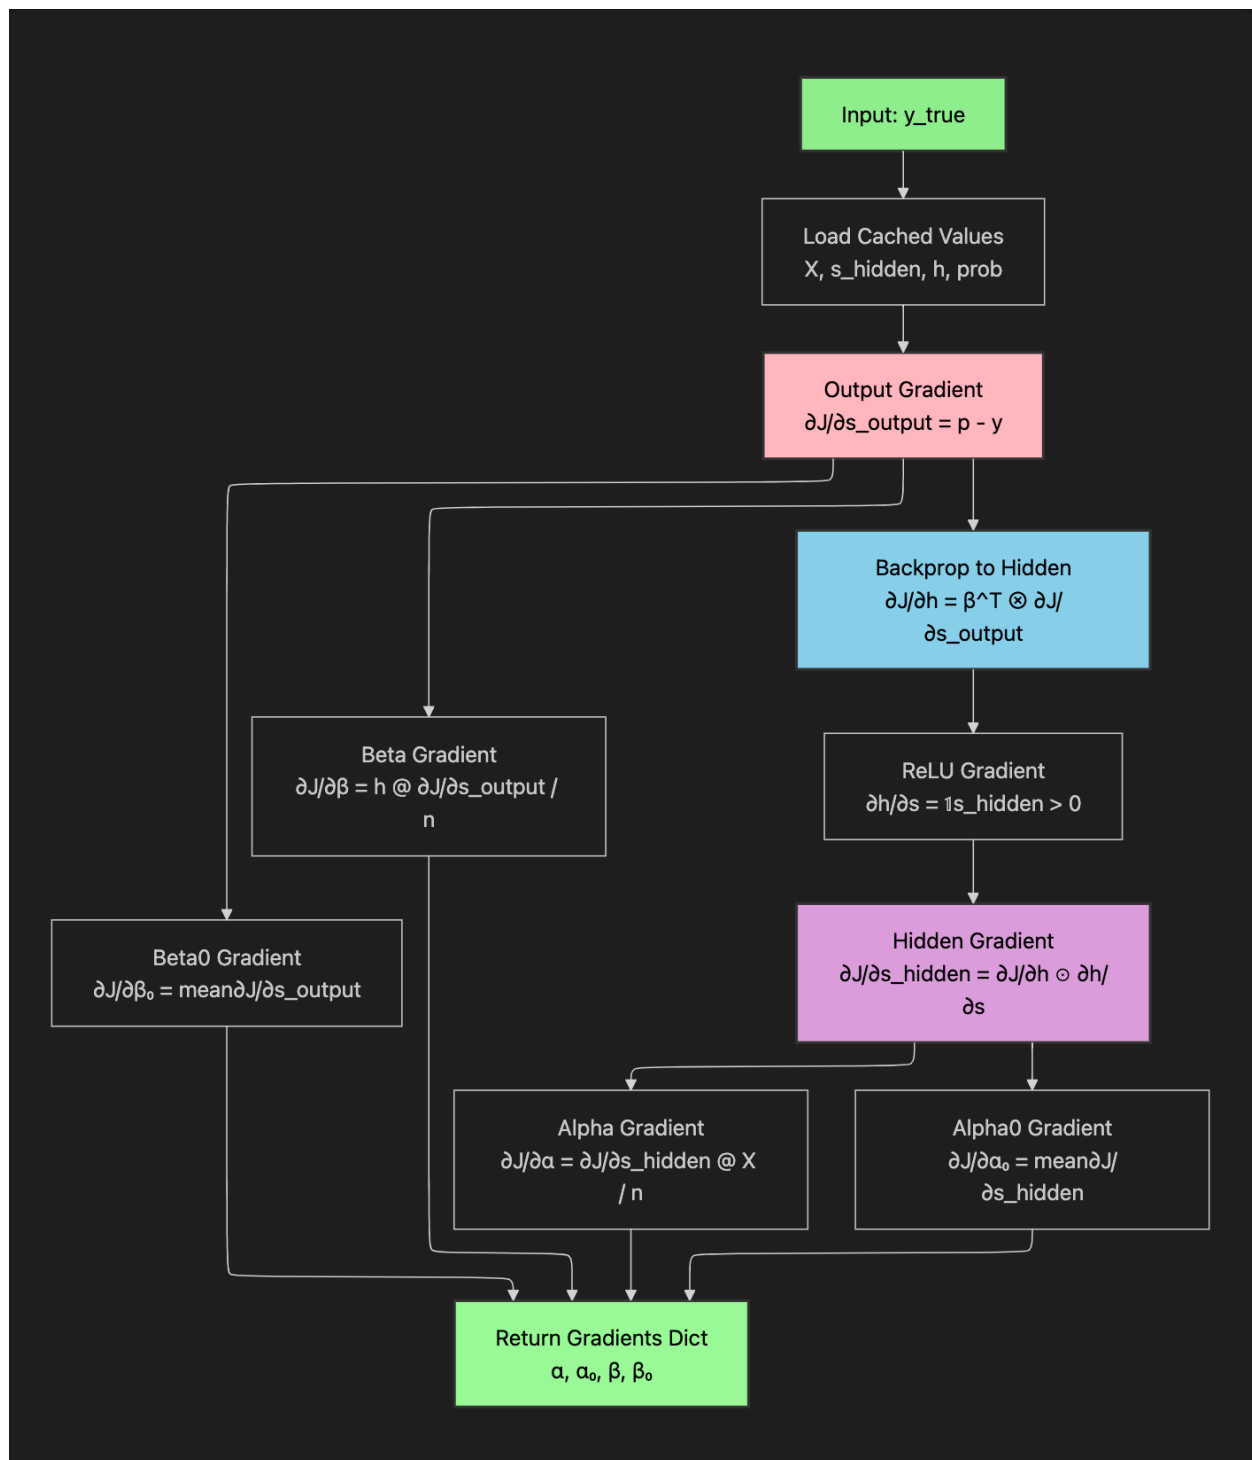 Input: y_true
Load Cached Values
X, s_hidden, h, prob
Output Gradient
∂J/∂s_output = p - y
Backprop to Hidden
∂J/∂h = β^T ⊗ ∂J/
∂s_output
Beta Gradient
∂J/∂β = h @ ∂J/∂s_output /
n
ReLU Gradient
∂h/∂s = 𝟙s_hidden > 0
Beta0 Gradient
∂J/∂β₀ = mean∂J/∂s_output
Hidden Gradient
∂J/∂s_hidden = ∂J/∂h ⊙ ∂h/
∂s
Alpha Gradient
∂J/∂α = ∂J/∂s_hidden @ X
/ n
Alpha0 Gradient
∂J/∂α₀ = mean∂J/
∂s_hidden
Return Gradients Dict
α, α₀, β, β₀